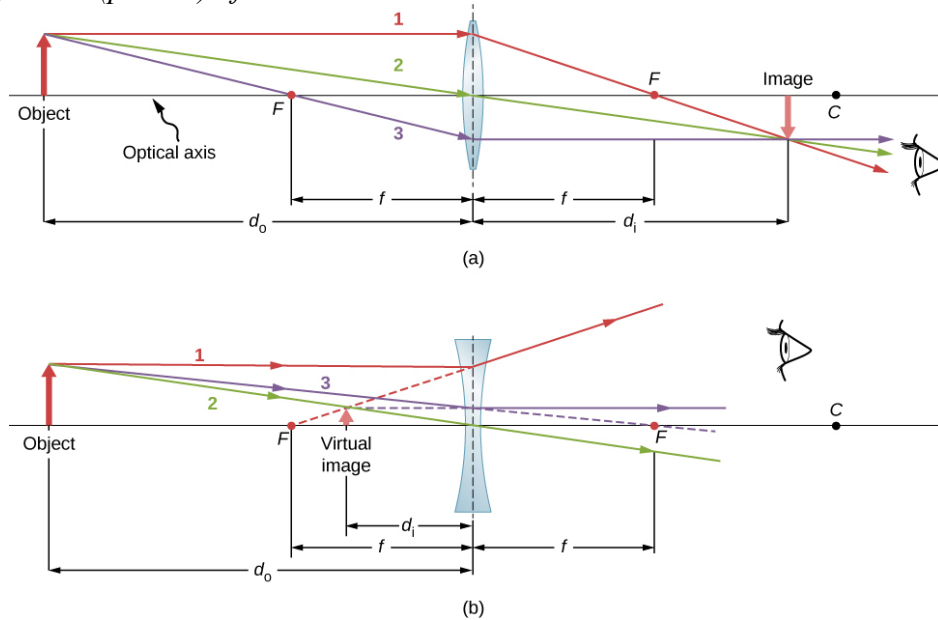 1
2
F
Image
Object
F
C
3
Optical axis
f
f
dₒ
dᵢ
(a)
1
3
2
C
Object
F
Virtual
image
F
dᵢ
f
f
dₒ
(b)